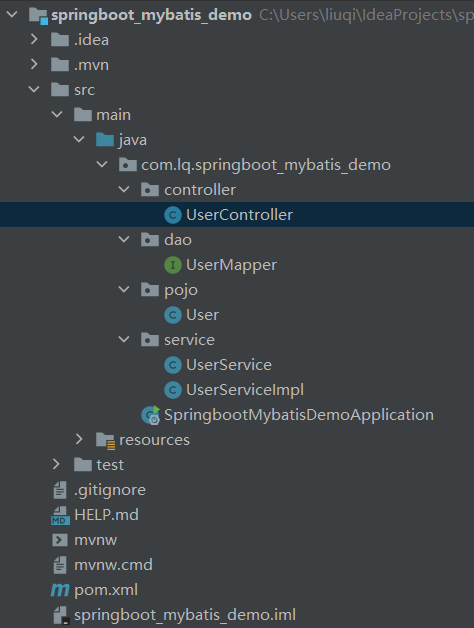 springboot_mybatis_demo C:\Users\liuqi\IdeaProjects\sp
.idea
.mvn
src
main
java
com.lq.springboot_mybatis_demo
controller
C UserController
dao
I UserMapper
pojo
C User
service
C UserService
C UserServiceImpl
C SpringbootMybatisDemoApplication
resources
test
.gitignore
MD HELP.md
mvnw
mvnw.cmd
m pom.xml
springboot_mybatis_demo.iml